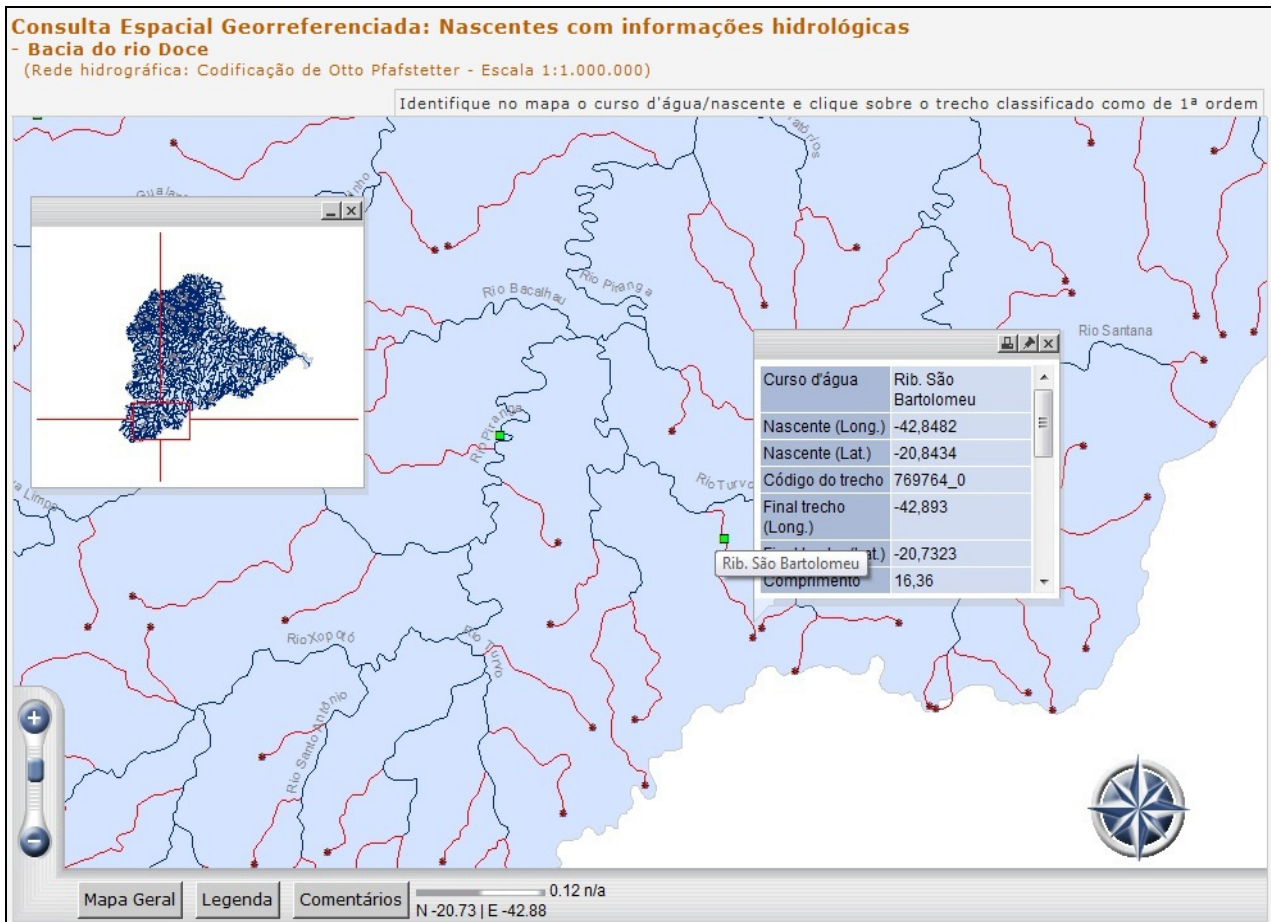 Consulta Espacial Georreferenciada: Nascentes com informações hidrológicas
- Bacia do rio Doce
(Rede hidrográfica: Codificação de Otto Pfafstetter - Escala 1:1.000.000)
Identifique no mapa o curso d'água/nascente e clique sobre o trecho classificado como de 1ª ordem
Rio Bacalhau
Rio Piranga
Rio Santana
Rio Piranga
Rio Turvo
Limpa
Rio Xopotó
Rio Turvo
Rio Santo Antônio
Curso d'água
Rib. São
Bartolomeu
Nascente (Long.) -42,8482
Nascente (Lat.) -20,8434
Código do trecho 769764_0
Final trecho
(Long.)
-42,893
-20,7323
Comprimento 16,36
Rib. São Bartolomeu
Mapa Geral
Legenda
Comentários
0.12 n/a
N -20.73 | E -42.88